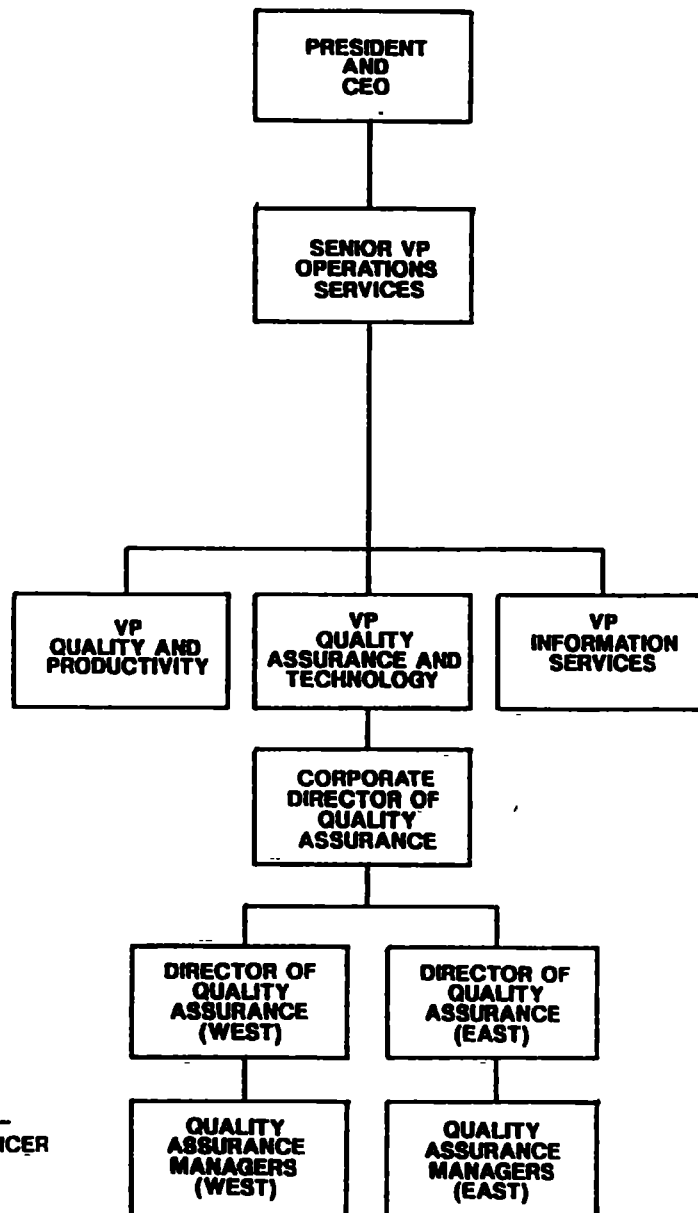 PRESIDENT
AND
CEO
SENIOR VP
OPERATIONS
SERVICES
VP
QUALITY AND
PRODUCTIVITY
VP
QUALITY
ASSURANCE AND
TECHNOLOGY
VP
INFORMATION
SERVICES
CORPORATE
DIRECTOR OF
QUALITY
ASSURANCE
DIRECTOR OF
QUALITY
ASSURANCE
(WEST)
DIRECTOR OF
QUALITY
ASSURANCE
(EAST)
ICER
QUALITY
ASSURANCE
MANAGERS
(WEST)
QUALITY
ASSURANCE
MANAGERS
(EAST)